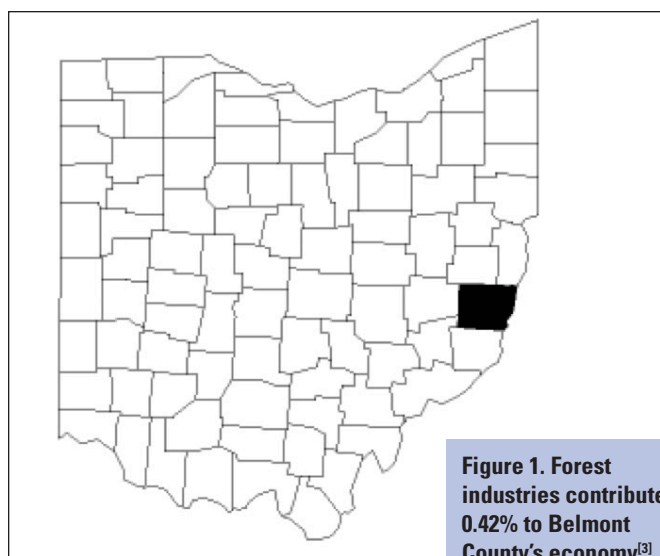 Figure 1. Forest
industries contribute
0.42% to Belmont
County's economy[3]